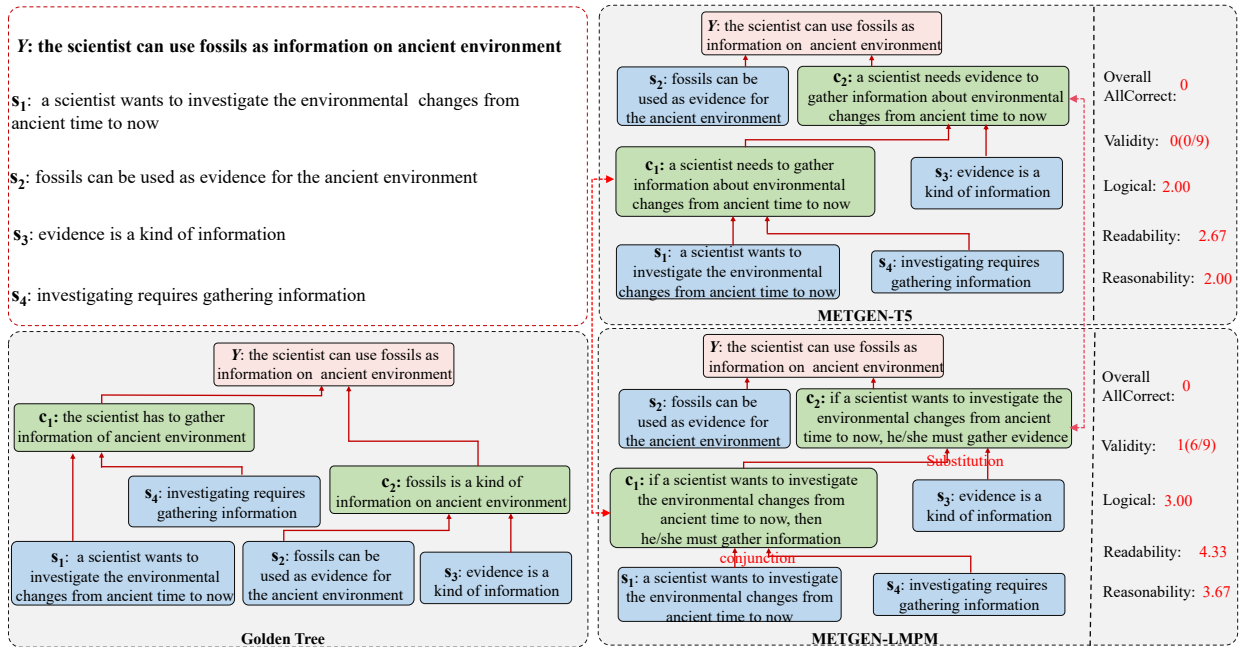 Y: the scientist can use fossils as information on ancient environment
s1: a scientist wants to investigate the environmental changes from
ancient time to now
s2: fossils can be used as evidence for the ancient environment
s3: evidence is a kind of information
s4: investigating requires gathering information
Y: the scientist can use fossils as
information on ancient environment
c1: the scientist has to gather
information of ancient environment
s4: investigating requires
gathering information
c2: fossils is a kind of
information on ancient environment
s1: a scientist wants to
investigate the environmental
changes from ancient time to now
s2: fossils can be
used as evidence for
the ancient environment
s3: evidence is a
kind of information
Golden Tree
Y: the scientist can use fossils as
information on ancient environment
s2: fossils can be
used as evidence for
the ancient environment
c2: a scientist needs evidence to
gather information about environmental
changes from ancient time to now
c1: a scientist needs to gather
information about environmental
changes from ancient time to now
s3: evidence is a
kind of information
s1: a scientist wants to
investigate the environmental
changes from ancient time to now
s4: investigating requires
gathering information
METGEN-T5
Overall
AllCorrect: 0
Validity: 0(0/9)
Logical: 2.00
Readability: 2.67
Reasonability: 2.00
Y: the scientist can use fossils as
information on ancient environment
s2: fossils can be
used as evidence for
the ancient environment
c2: if a scientist wants to investigate the
environmental changes from ancient
time to now, he/she must gather evidence
Substitution
c1: if a scientist wants to investigate
the environmental changes from
ancient time to now, then
he/she must gather information
s3: evidence is a
kind of information
conjunction
s1: a scientist wants to investigate
the environmental changes from
ancient time to now
s4: investigating requires
gathering information
METGEN-LMPM
Overall
AllCorrect: 0
Validity: 1(6/9)
Logical: 3.00
Readability: 4.33
Reasonability: 3.67